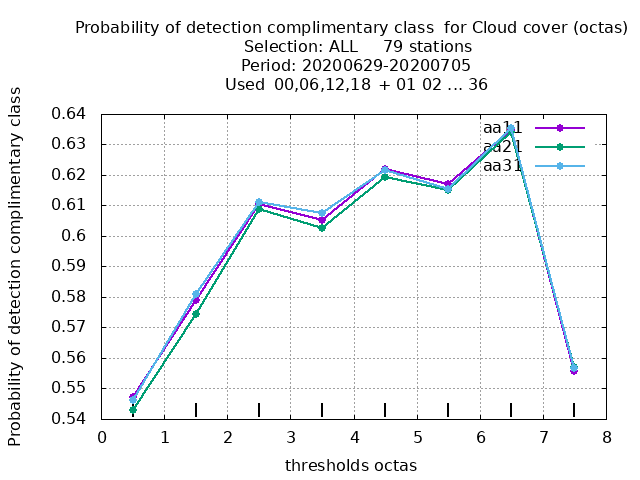 Probability of detection complimentary class  for Cloud cover (octas)
Selection: ALL     79 stations
Period: 20200629-20200705
Used  00,06,12,18  + 01 02 ... 36
Probability of detection complimentary class
0.64
0.63
0.62
0.61
0.6
0.59
0.58
0.57
0.56
0.55
0.54
aa11
aa21
aa31
0 1 2 3 4 5 6 7 8
thresholds octas